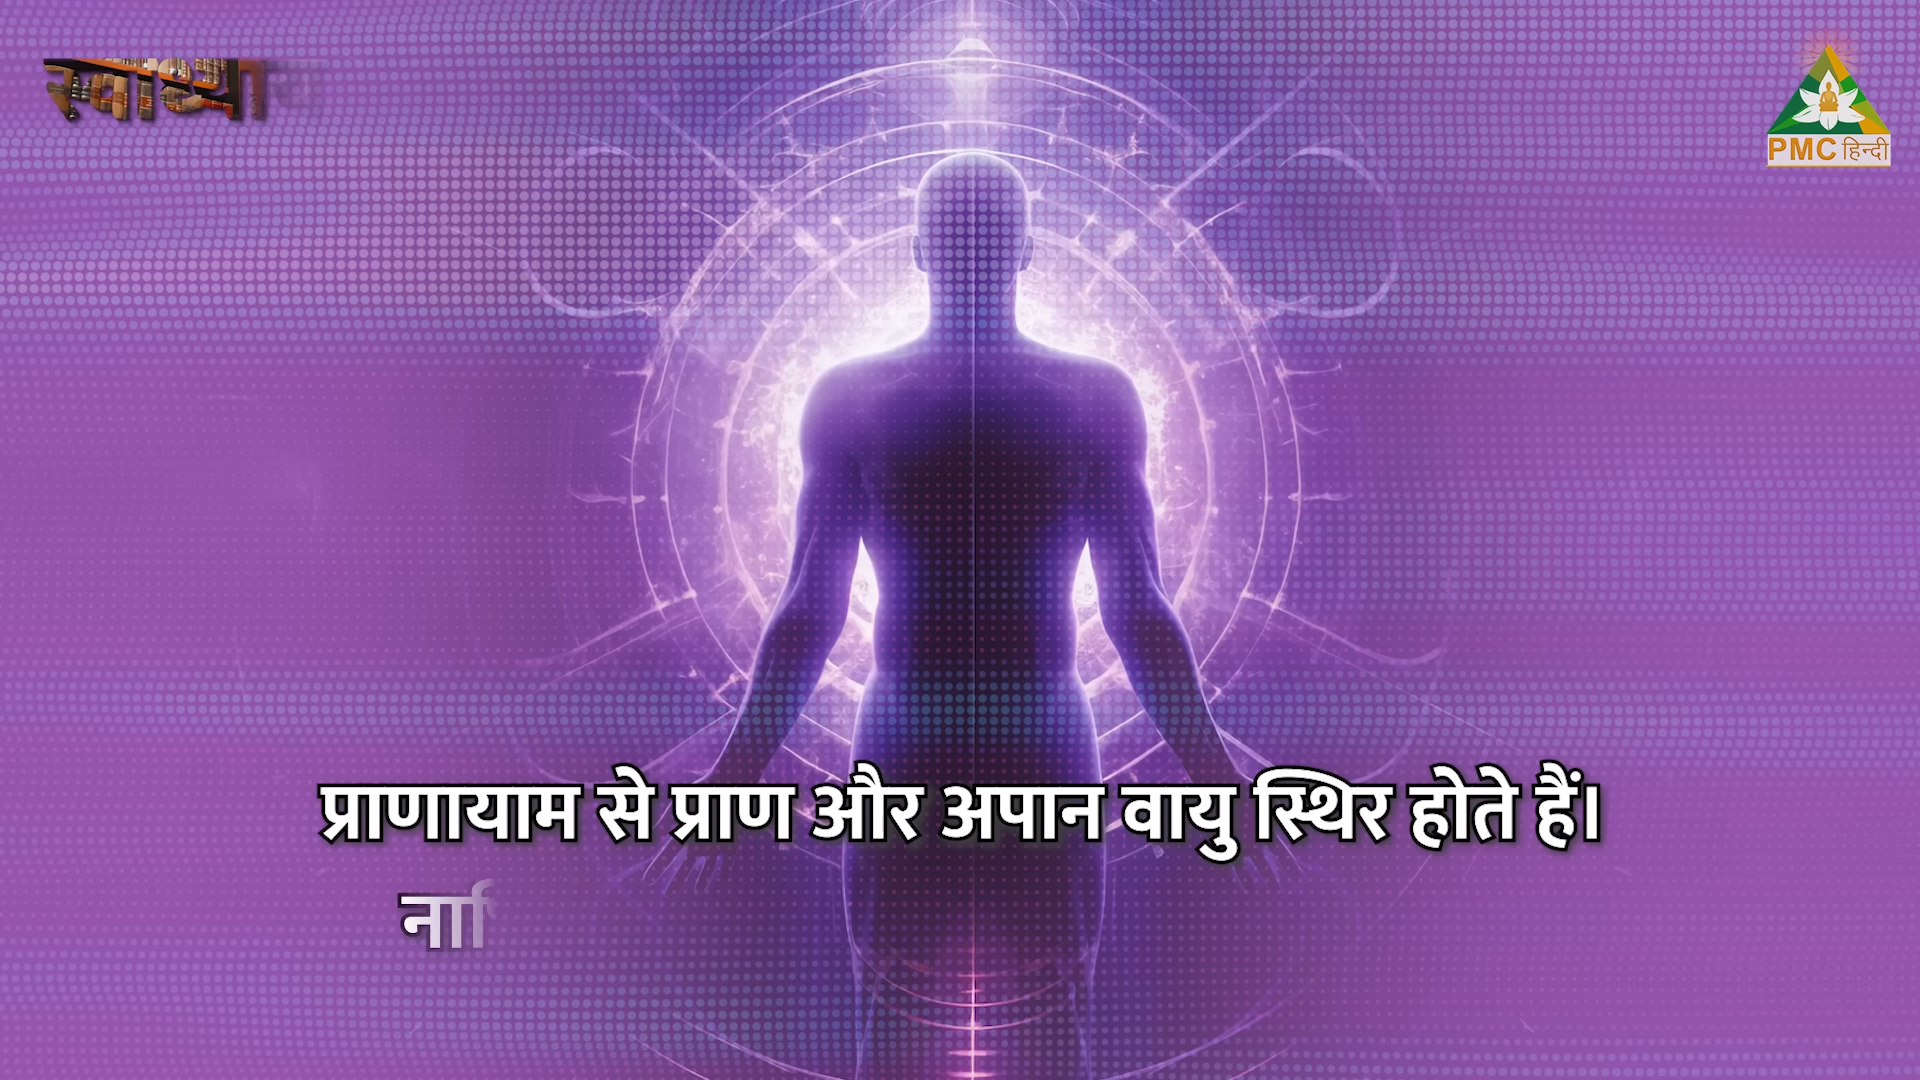 स्वाध्याय
PMC हिन्दी
प्राणायाम से प्राण और अपान वायु स्थिर होते हैं।